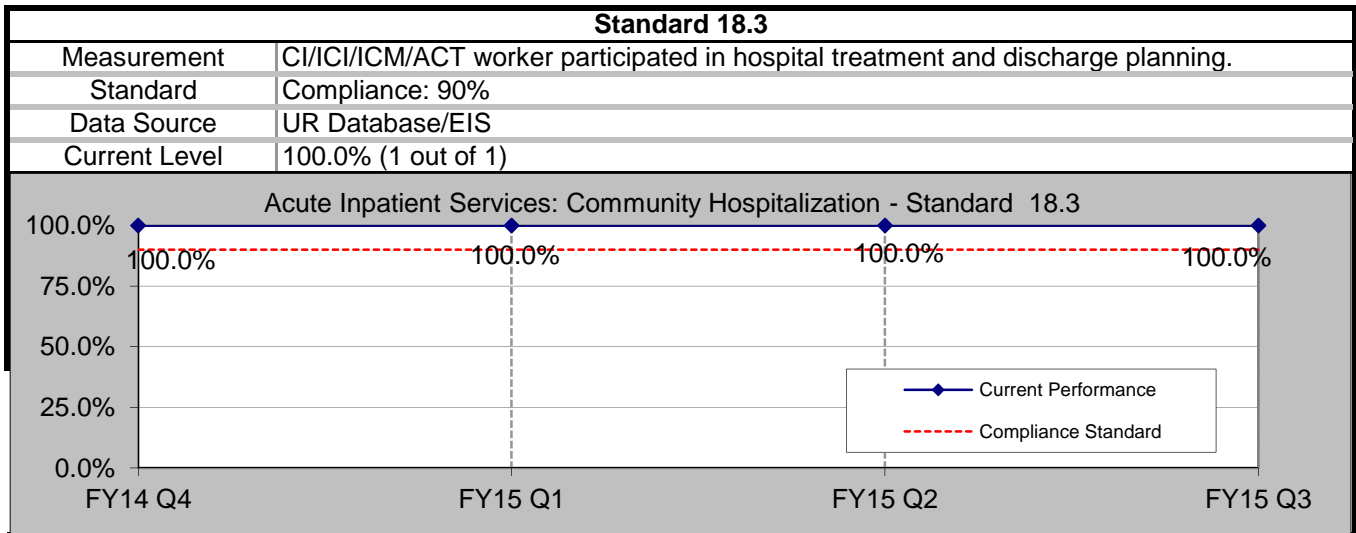 Standard 18.3
Measurement CI/ICI/ICM/ACT worker participated in hospital treatment and discharge planning.
Standard Compliance: 90%
Data Source UR Database/EIS
Current Level 100.0% (1 out of 1)
Acute Inpatient Services: Community Hospitalization - Standard 18.3
100.0%
100.0% 100.0% 100.0% 100.0%
75.0%
50.0%
Current Performance
25.0%
Compliance Standard
0.0%
FY14 Q4 FY15 Q1 FY15 Q2 FY15 Q3